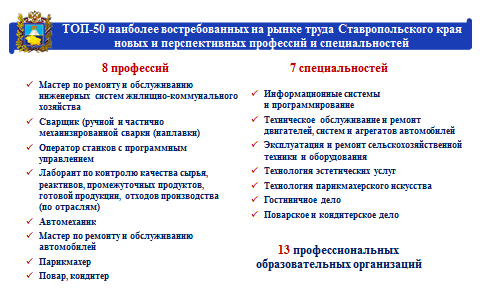 ТОП-50 наиболее востребованных на рынке труда Ставропольского края
новых и перспективных профессий и специальностей
8 профессий
Мастер по ремонту и обслуживанию
инженерных систем жилищно-коммунального
хозяйства
Сварщик (ручной и частично
механизированной сварки (наплавки)
Оператор станков с программным
управлением
Лаборант по контролю качества сырья,
реактивов, промежуточных продуктов,
готовой продукции, отходов производства
(по отраслям)
Автомеханик
Мастер по ремонту и обслуживанию
автомобилей
Парикмахер
Повар, кондитер
7 специальностей
Информационные системы
и программирование
Техническое обслуживание и ремонт
двигателей, систем и агрегатов автомобилей
Эксплуатация и ремонт сельскохозяйственной
техники и оборудования
Технология эстетических услуг
Технология парикмахерского искусства
Гостиничное дело
Поварское и кондитерское дело
13 профессиональных
образовательных организаций